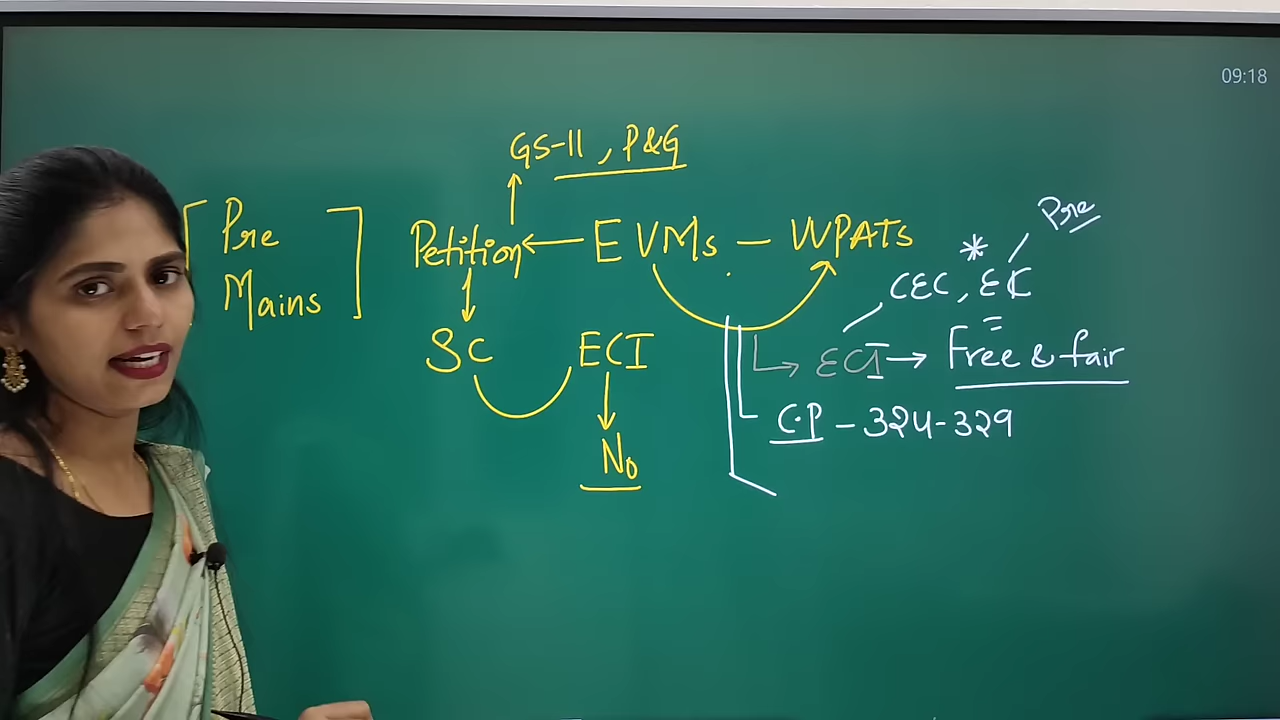 09:18
GS-II, P&G
Pre
Mains
Petition ← EVMs – VVPATs
Pre
* CEC, EC
SC
ECI
→ ECI → Free & fair
C.P – 324-329
No